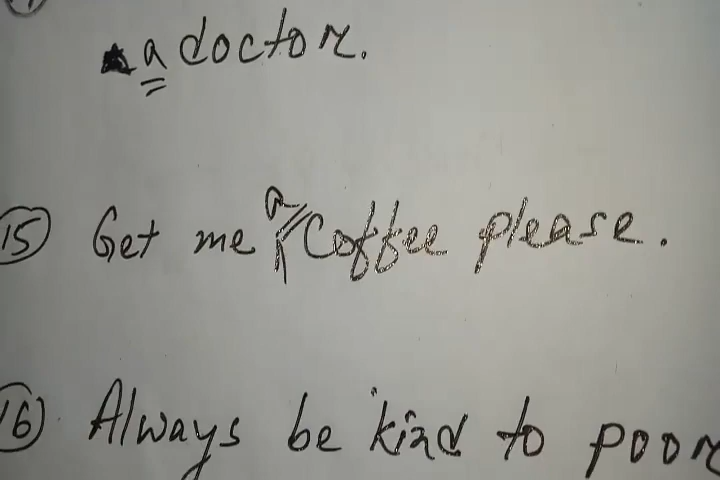 a doctor.
15 Get me a Coffee please.
16. Always be kind to poor